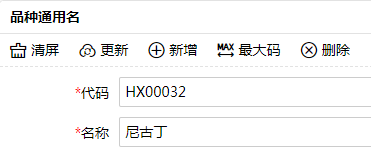 品种通用名
清屏 更新 新增 MAX 最大码 删除
*代码 HX00032
*名称 尼古丁